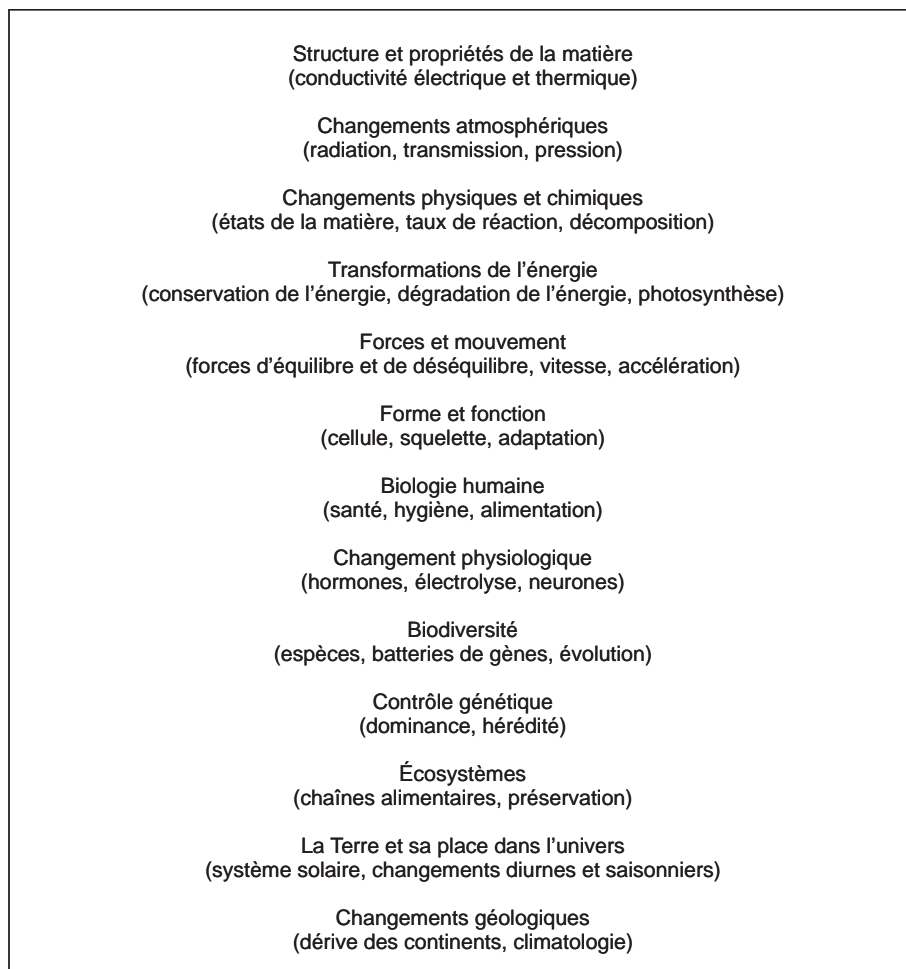 Structure et propriétés de la matière
(conductivité électrique et thermique)
Changements atmosphériques
(radiation, transmission, pression)
Changements physiques et chimiques
(états de la matière, taux de réaction, décomposition)
Transformations de l'énergie
(conservation de l'énergie, dégradation de l'énergie, photosynthèse)
Forces et mouvement
(forces d'équilibre et de déséquilibre, vitesse, accélération)
Forme et fonction
(cellule, squelette, adaptation)
Biologie humaine
(santé, hygiène, alimentation)
Changement physiologique
(hormones, électrolyse, neurones)
Biodiversité
(espèces, batteries de gènes, évolution)
Contrôle génétique
(dominance, hérédité)
Écosystèmes
(chaînes alimentaires, préservation)
La Terre et sa place dans l'univers
(système solaire, changements diurnes et saisonniers)
Changements géologiques
(dérive des continents, climatologie)